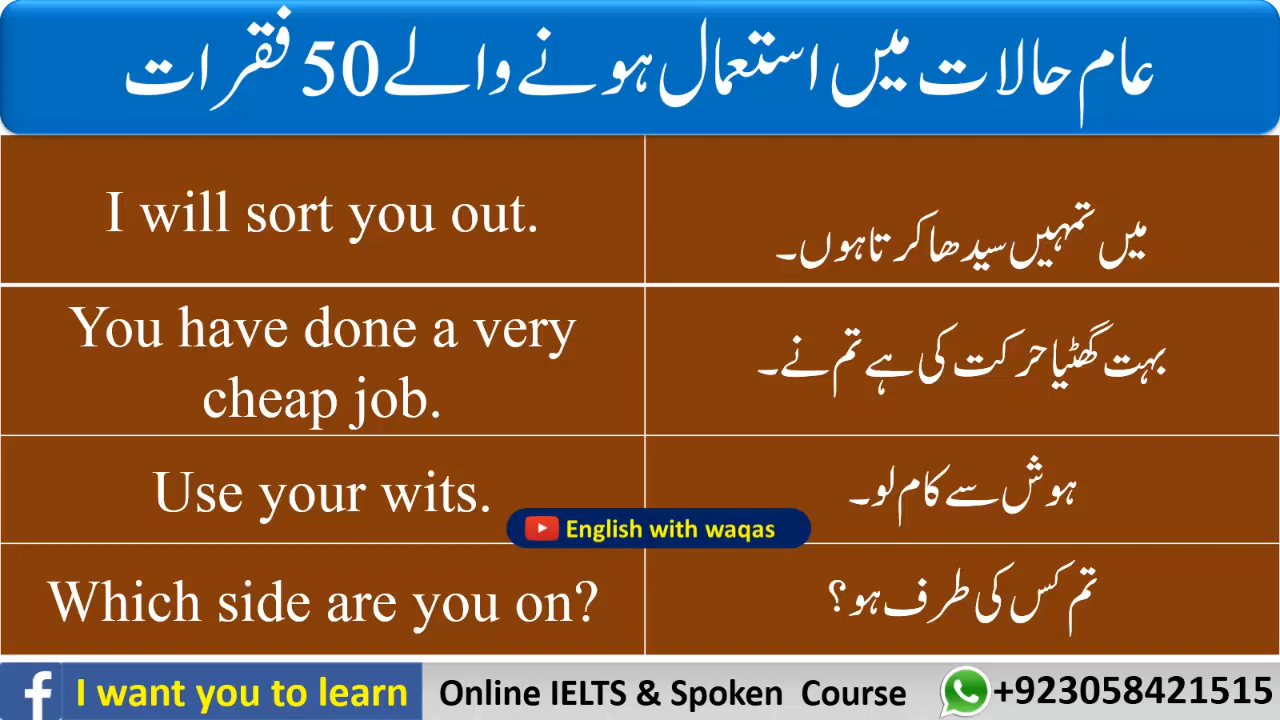 عام حالات میں استعمال ہونے والے 50 فقرات
I will sort you out.
میں تمہیں سیدھا کرتا ہوں۔
You have done a very
cheap job.
بہت گھٹیا حرکت کی ہے تم نے۔
Use your wits.
ہوش سے کام لو۔
English with waqas
Which side are you on?
تم کس کی طرف ہو؟
f I want you to learn
Online IELTS & Spoken Course
+923058421515